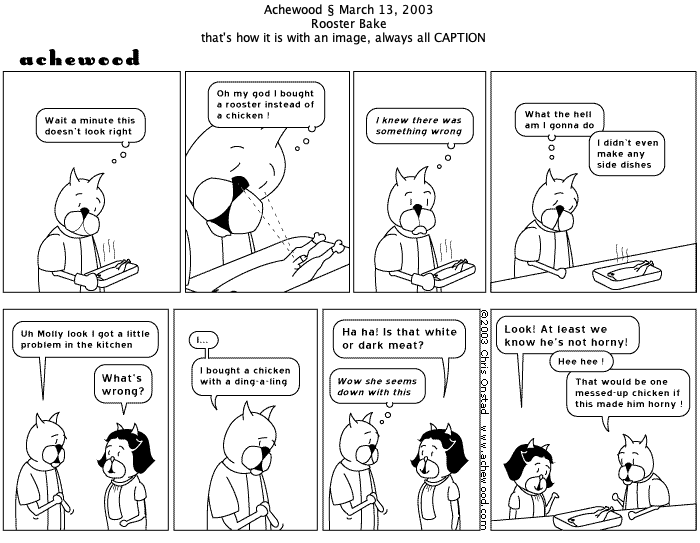 Achewood § March 13, 2003
Rooster Bake
that's how it is with an image, always all CAPTION
achewood
Wait a minute this
doesn't look right
Oh my god I bought
a rooster instead of
a chicken !
I knew there was
something wrong
What the hell
am I gonna do
I didn't even
make any
side dishes
Uh Molly look I got a little
problem in the kitchen
What's
wrong?
I...
I bought a chicken
with a ding-a-ling
Ha ha! Is that white
or dark meat?
Wow she seems
down with this
©2003 Chris Onstad www.achewood.com
Look! At least we
know he's not horny!
Hee hee !
That would be one
messed-up chicken if
this made him horny !